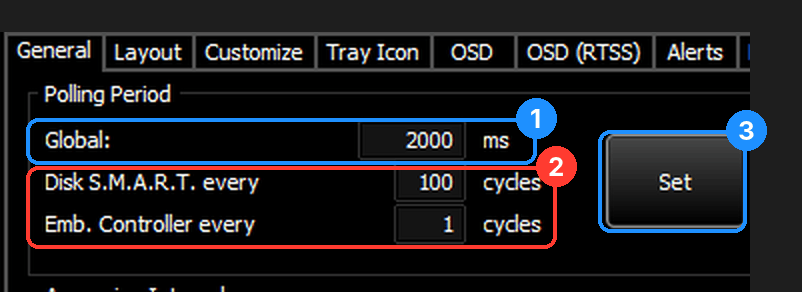 General Layout Customize Tray Icon OSD OSD (RTSS) Alerts
Polling Period
Global: 2000 ms
1
3
Disk S.M.A.R.T. every 100 cycles
2
Set
Emb. Controller every 1 cycles